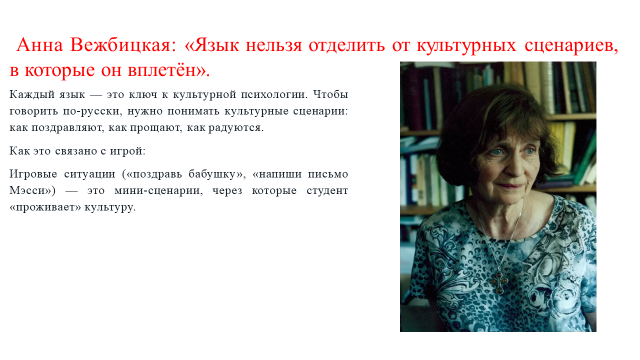 Анна Вежбицкая: «Язык нельзя отделить от культурных сценариев,
в которые он вплетён».
Каждый язык — это ключ к культурной психологии. Чтобы
говорить по-русски, нужно понимать культурные сценарии:
как поздравляют, как прощают, как радуются.
Как это связано с игрой:
Игровые ситуации («поздравь бабушку», «напиши письмо
Мэсси») — это мини-сценарии, через которые студент
«проживает» культуру.